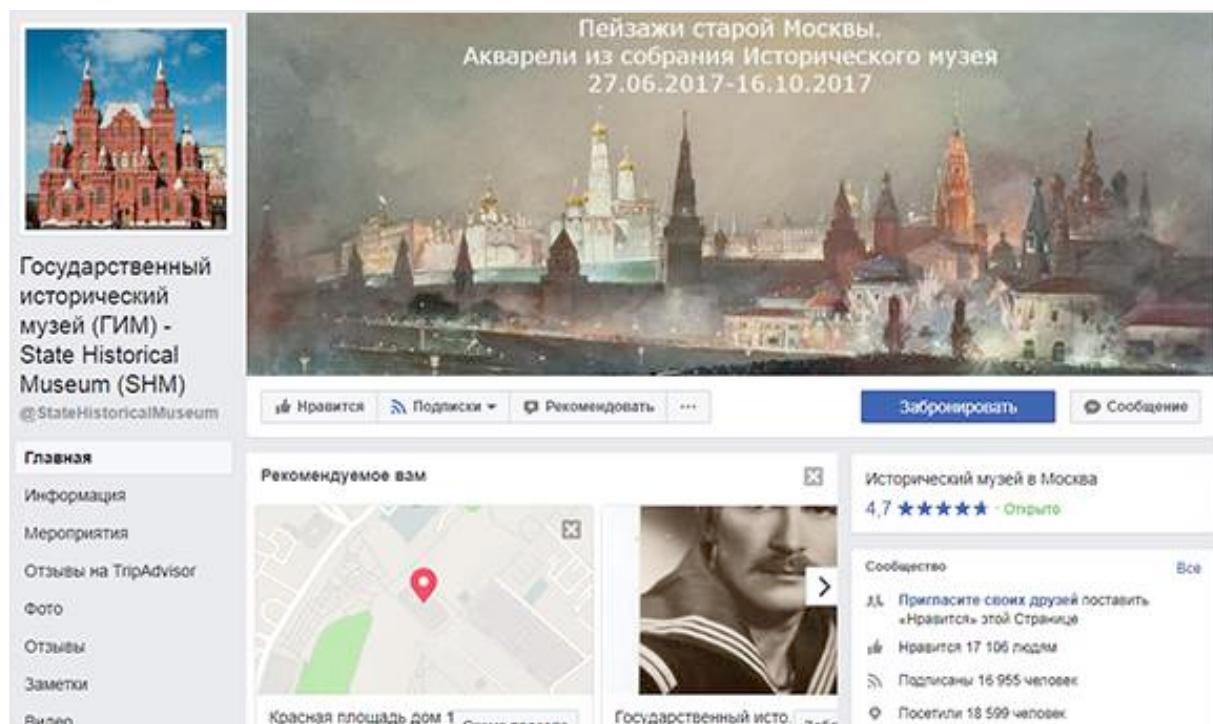 Пейзажи старой Москвы.
Акварели из собрания Исторического музея
27.06.2017-16.10.2017
Государственный
исторический
музей (ГИМ) -
State Historical
Museum (SHM)
@StateHistoricalMuseum
Нравится Подписки Рекомендовать ... Забронировать Сообщение
Главная
Информация
Мероприятия
Отзывы на TripAdvisor
Фото
Отзывы
Заметки
Видео
Рекомендуемое вам
Красная площадь дом 1
Государственный исто.
Исторический музей в Москва
4,7 ★★★★★ · Открыто
Сообщество Все
Пригласите своих друзей поставить
«Нравится» этой Странице
Нравится 17 106 людям
Подписаны 16 955 человек
Посетили 18 599 человек